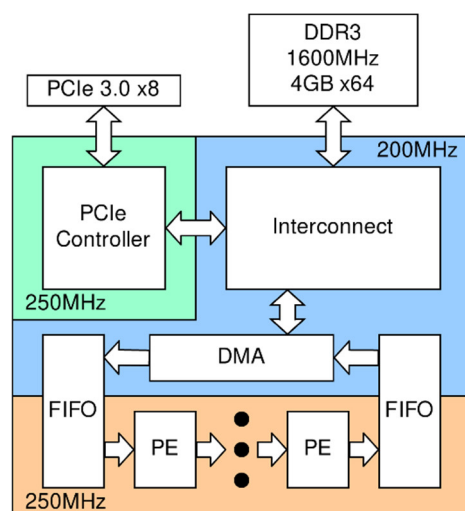 DDR3
1600MHz
4GB x64
PCIe 3.0 x8
200MHz
PCIe
Controller
Interconnect
250MHz
DMA
FIFO
FIFO
PE
PE
250MHz